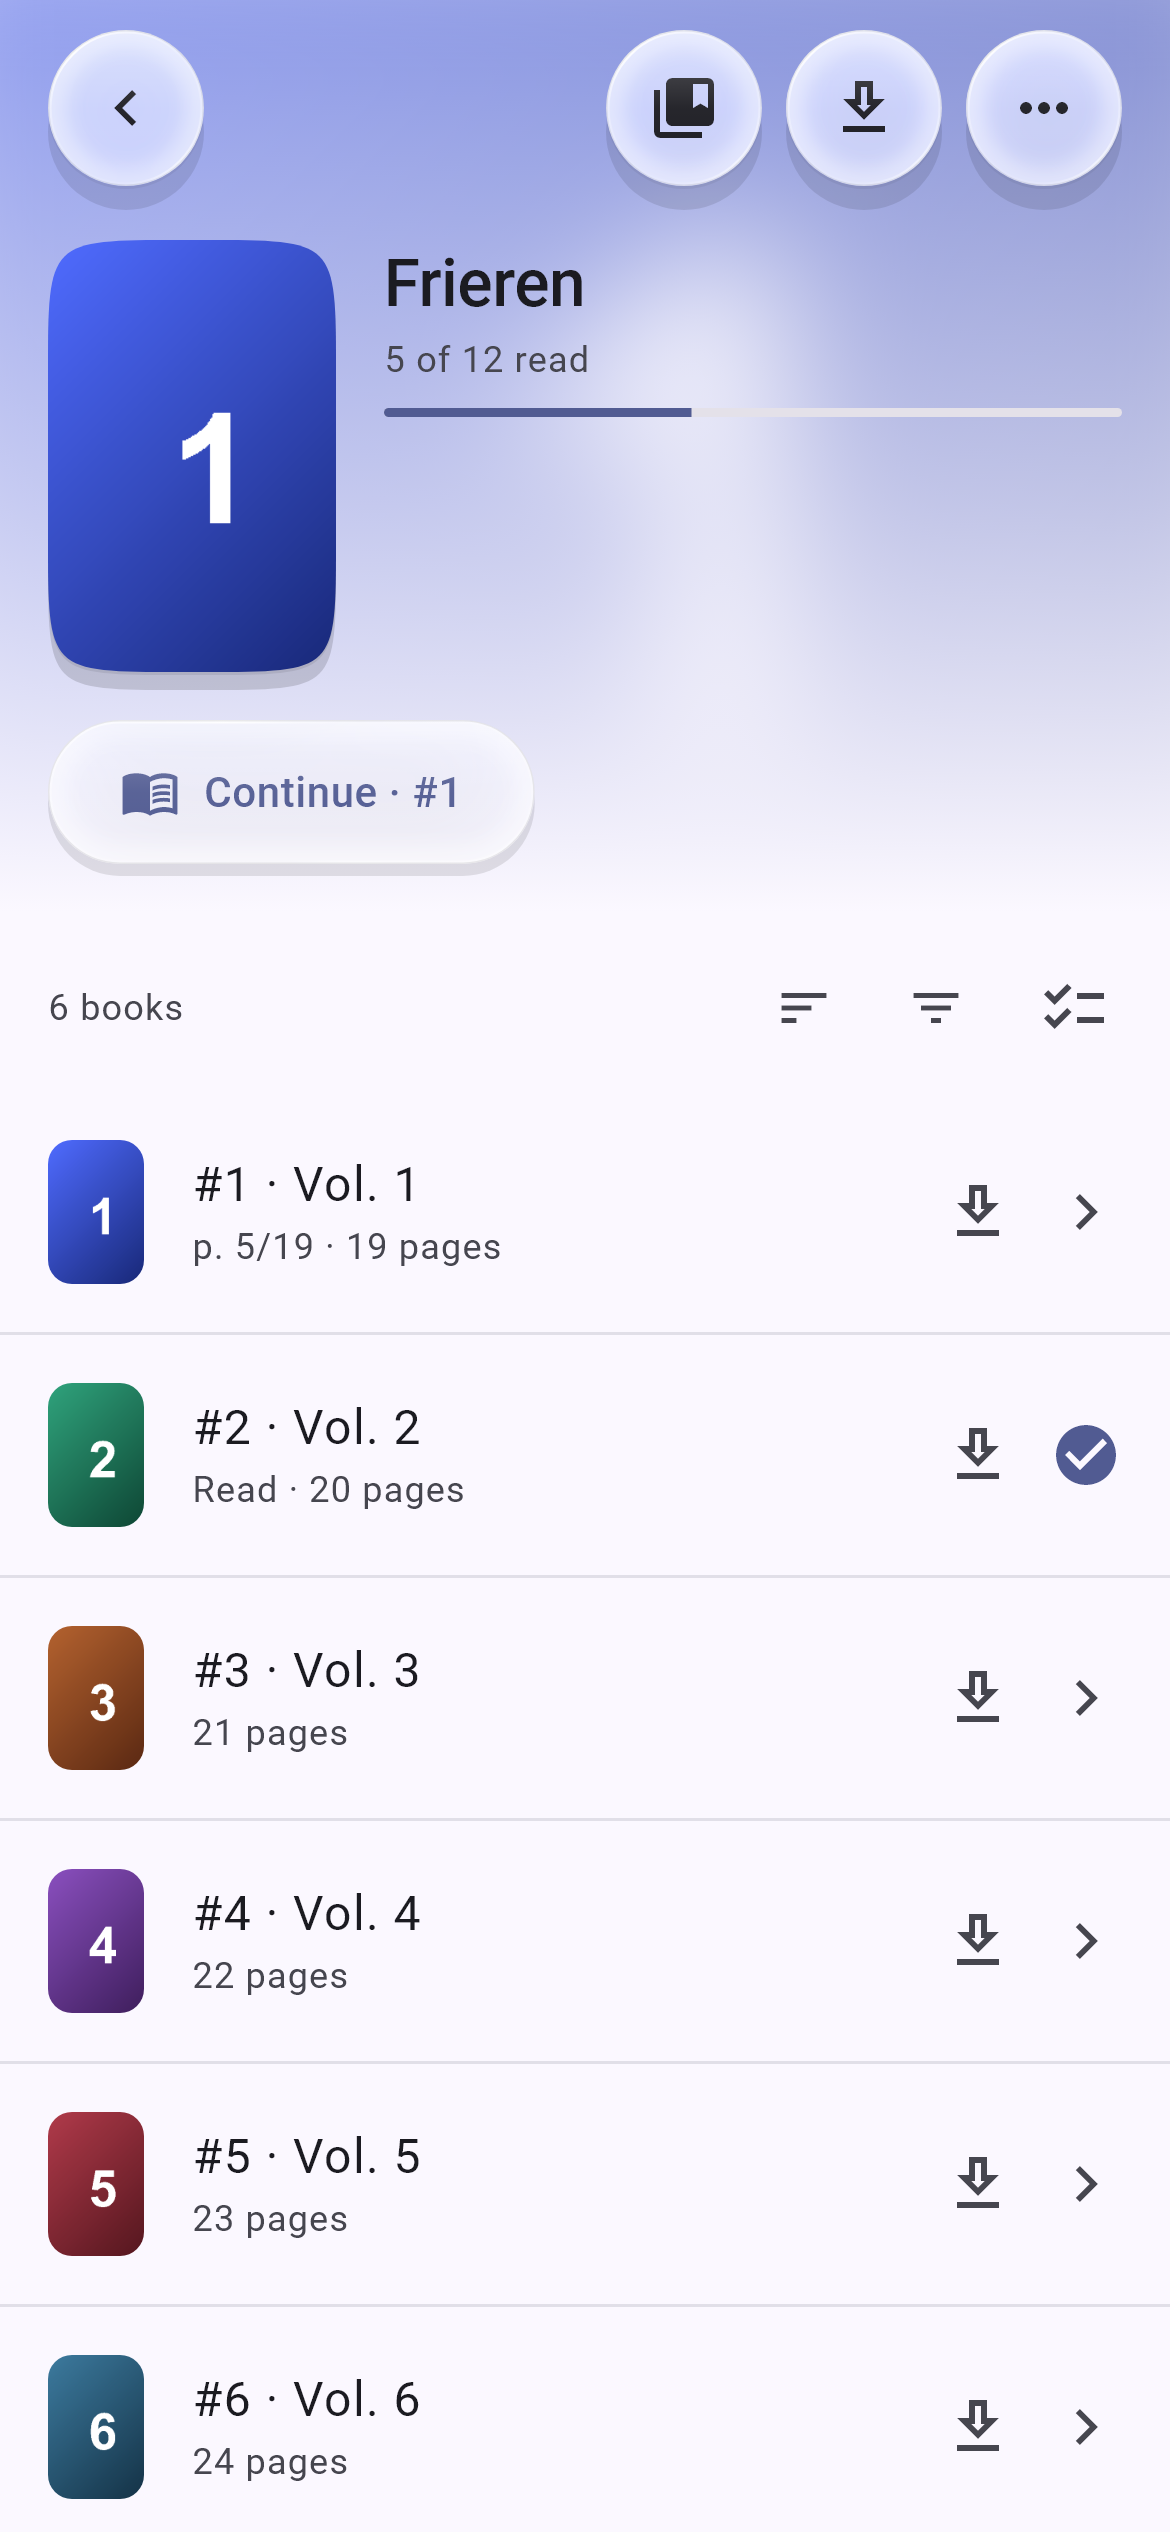 Frieren
5 of 12 read
1
Continue · #1
6 books
1
#1 · Vol. 1
p. 5/19 · 19 pages
2
#2 · Vol. 2
Read · 20 pages
3
#3 · Vol. 3
21 pages
4
#4 · Vol. 4
22 pages
5
#5 · Vol. 5
23 pages
6
#6 · Vol. 6
24 pages